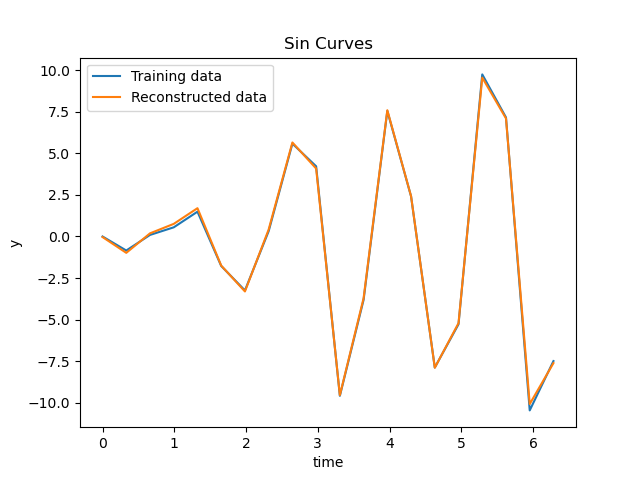 Sin Curves
Training data
Reconstructed data
10.0
7.5
5.0
2.5
0.0
−2.5
−5.0
−7.5
−10.0
y
0 1 2 3 4 5 6
time